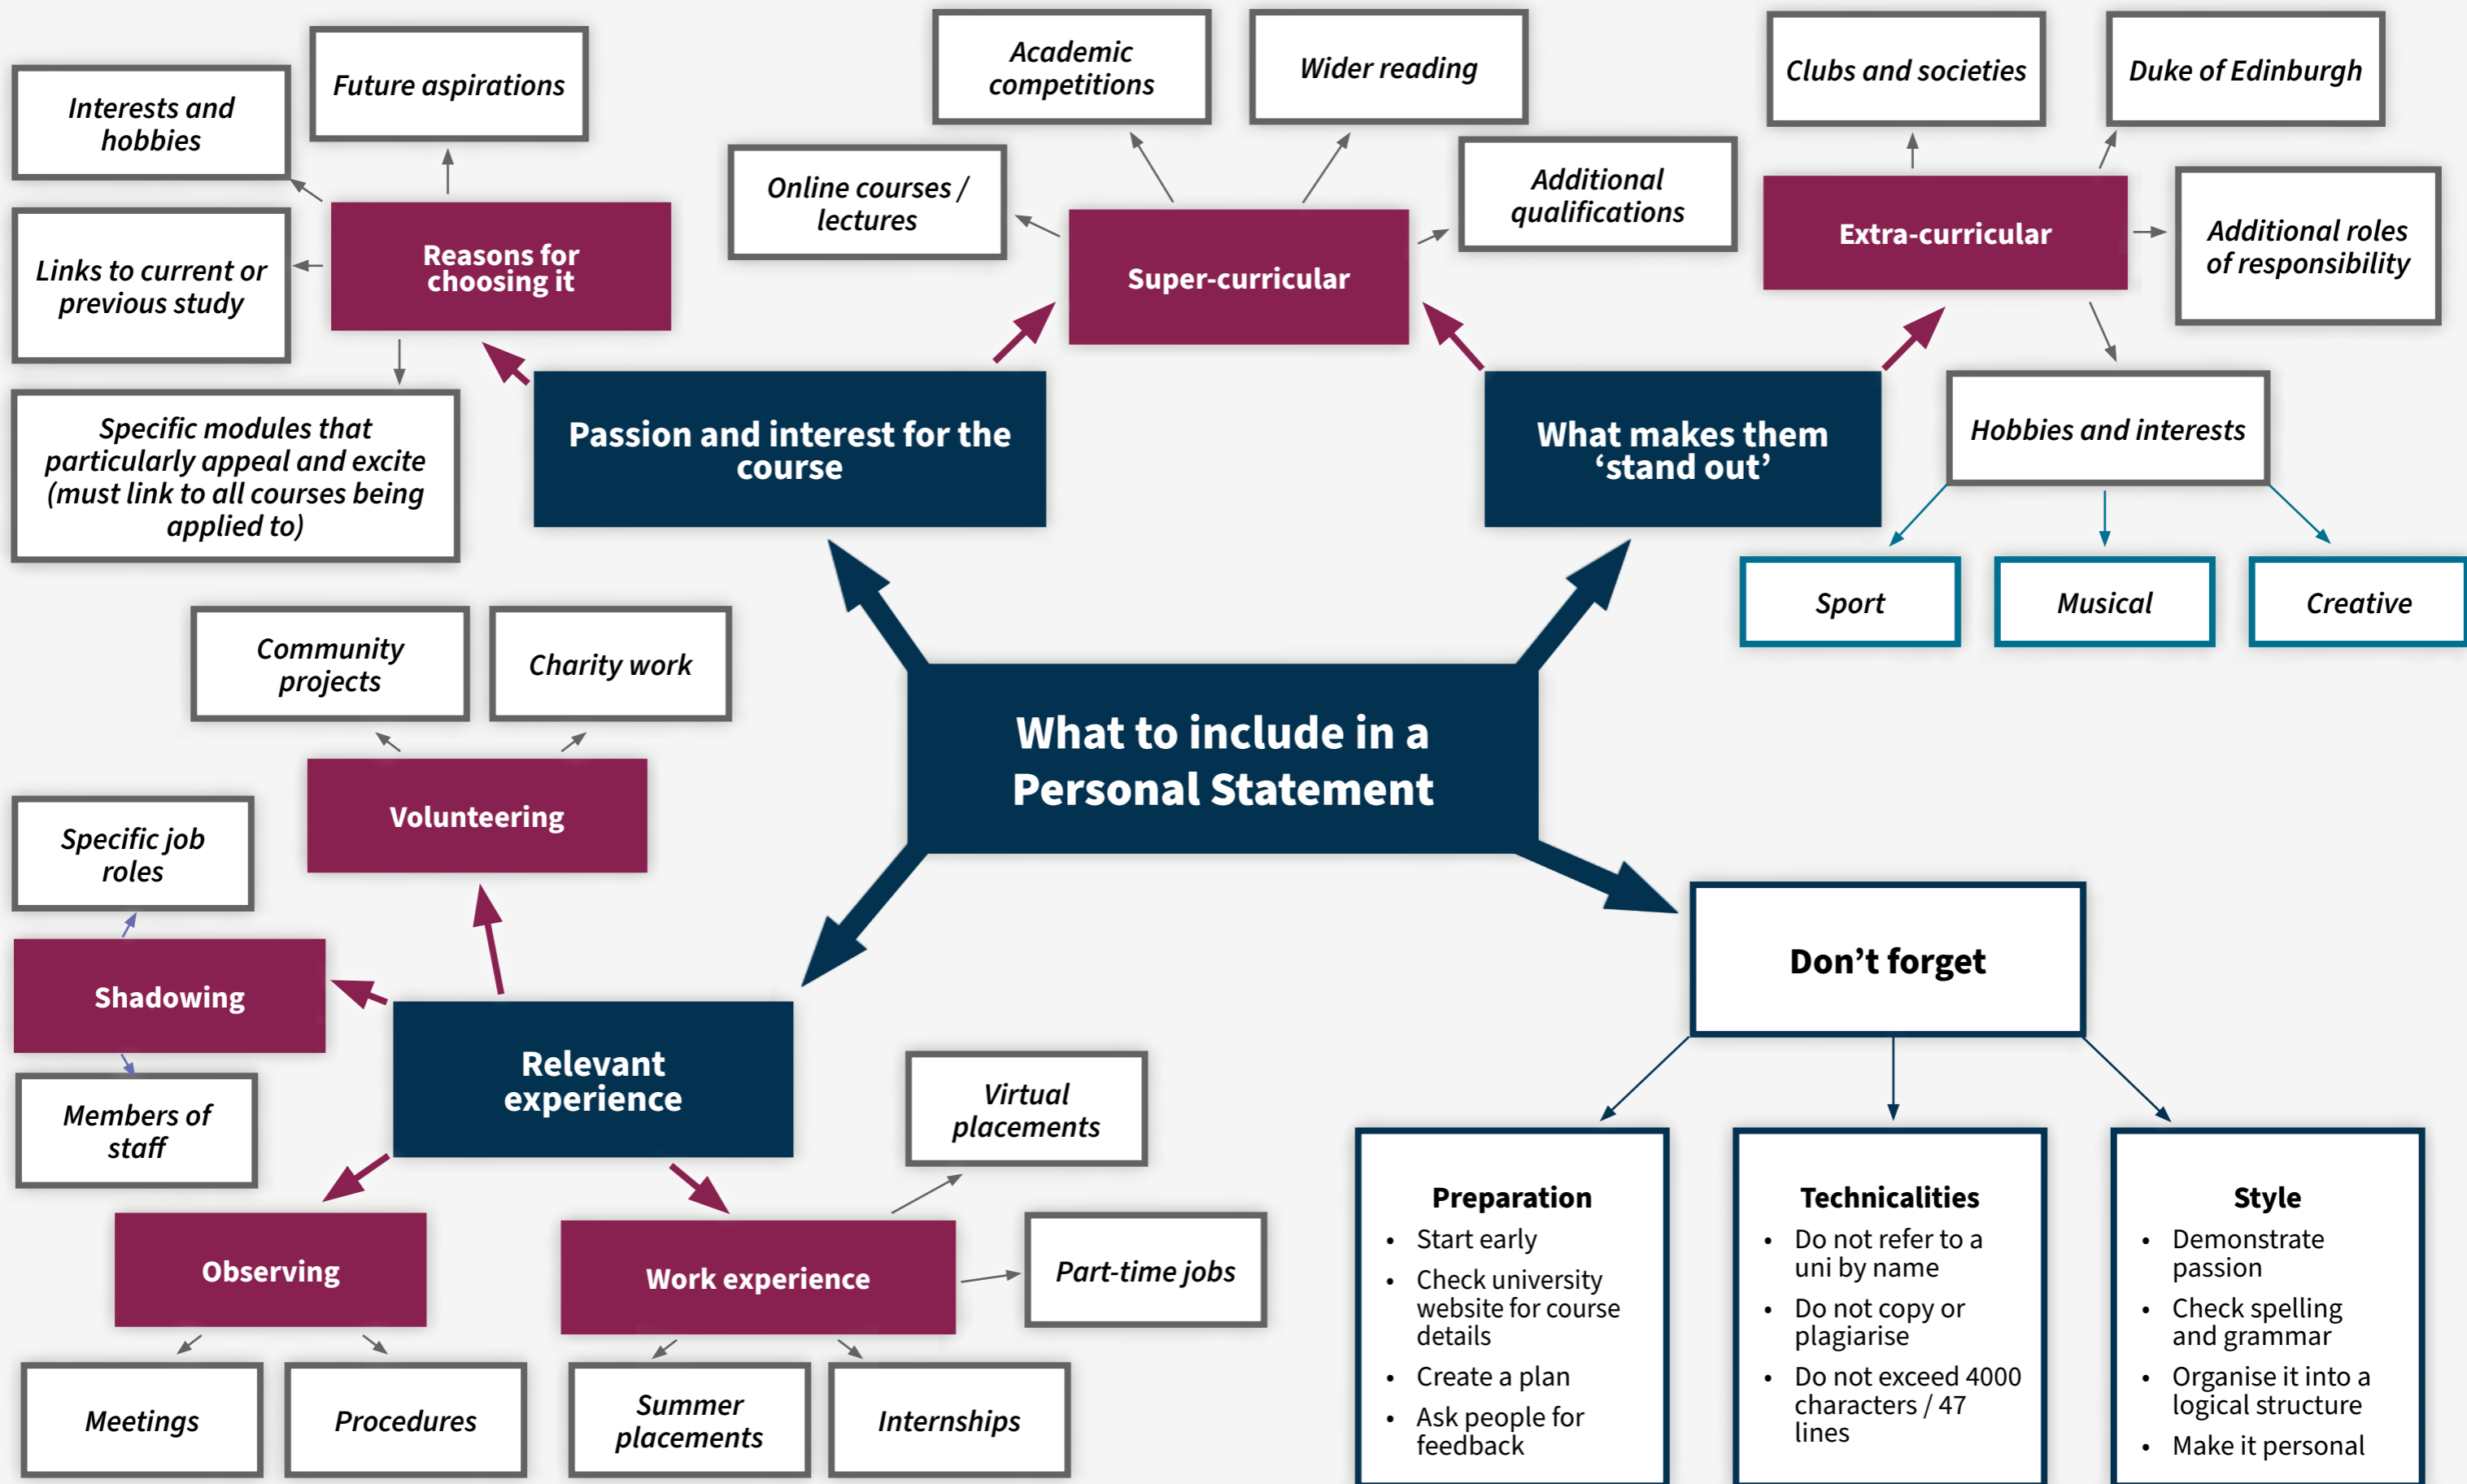 Interests and
hobbies
Future aspirations
Links to current or
previous study
Reasons for
choosing it
Specific modules that
particularly appeal and excite
(must link to all courses being
applied to)
Academic
competitions
Wider reading
Online courses /
lectures
Additional
qualifications
Super-curricular
Clubs and societies
Duke of Edinburgh
Extra-curricular
Additional roles
of responsibility
Passion and interest for the
course
What makes them
‘stand out’
Hobbies and interests
Sport
Musical
Creative
What to include in a
Personal Statement
Community
projects
Charity work
Volunteering
Specific job
roles
Shadowing
Members of
staff
Relevant
experience
Observing
Meetings
Procedures
Work experience
Virtual
placements
Part-time jobs
Summer
placements
Internships
Don’t forget
Preparation
• Start early
• Check university
website for course
details
• Create a plan
• Ask people for
feedback
Technicalities
• Do not refer to a
uni by name
• Do not copy or
plagiarise
• Do not exceed 4000
characters / 47
lines
Style
• Demonstrate
passion
• Check spelling
and grammar
• Organise it into a
logical structure
• Make it personal